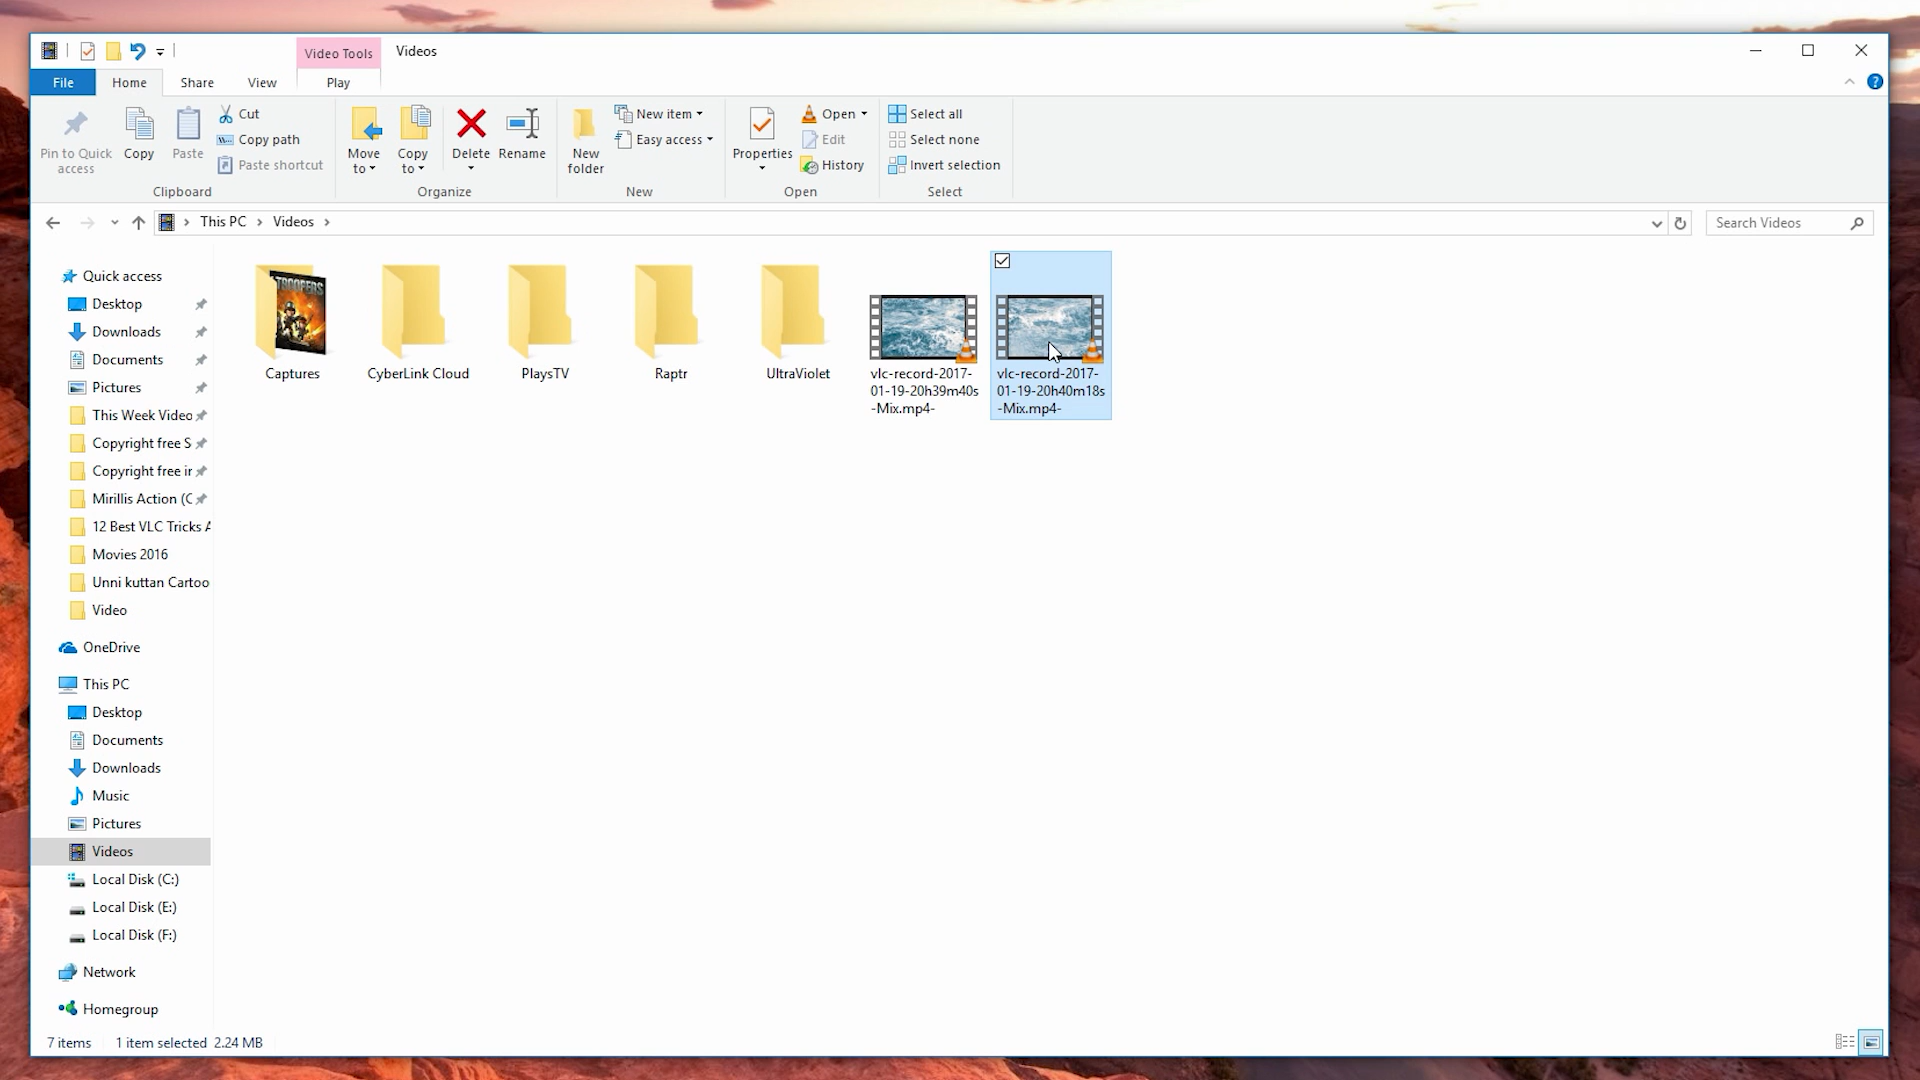 Video Tools
Videos
File
Home
Share
View
Play
Pin to Quick
access
Copy
Paste
Cut
Copy path
Paste shortcut
Clipboard
Move
to
Copy
to
Delete
Rename
Organize
New
folder
New item
Easy access
New
Properties
Open
Edit
History
Open
Select all
Select none
Invert selection
Select
This PC
Videos
Search Videos
Quick access
Desktop
Downloads
Documents
Pictures
This Week Video
Copyright free S
Copyright free ir
Mirillis Action (C
12 Best VLC Tricks A
Movies 2016
Unni kuttan Cartoo
Video
OneDrive
This PC
Desktop
Documents
Downloads
Music
Pictures
Videos
Local Disk (C:)
Local Disk (E:)
Local Disk (F:)
Network
Homegroup
TROOPERS
Captures
CyberLink Cloud
PlaysTV
Raptr
UltraViolet
vlc-record-2017-
01-19-20h39m40s
-Mix.mp4-
vlc-record-2017-
01-19-20h40m18s
-Mix.mp4-
7 items
1 item selected 2.24 MB